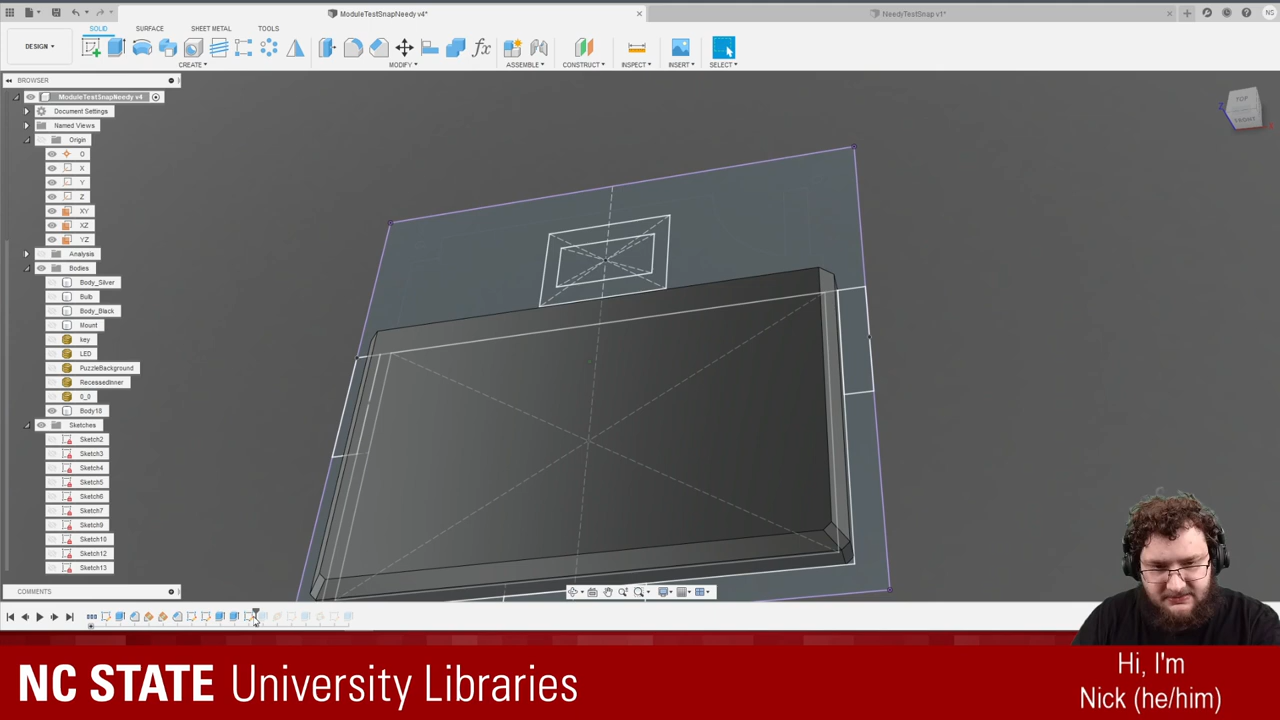 ModuleTestSnapNeedy v4*
NeedyTestSnap v1*
NS
DESIGN
SOLID
SURFACE
SHEET METAL
TOOLS
CREATE
MODIFY
ASSEMBLE
CONSTRUCT
INSPECT
INSERT
SELECT
BROWSER
ModuleTestSnapNeedy v4
Document Settings
Named Views
Origin
O
X
Y
Z
XY
XZ
YZ
Analysis
Bodies
Body_Silver
Bulb
Body_Black
Mount
key
LED
PuzzleBackground
RecessedInner
0_0
Body18
Sketches
Sketch2
Sketch3
Sketch4
Sketch5
Sketch6
Sketch7
Sketch9
Sketch10
Sketch12
Sketch13
COMMENTS
TOP
FRONT
Z
NC STATE University Libraries
Hi, I'm
Nick (he/him)